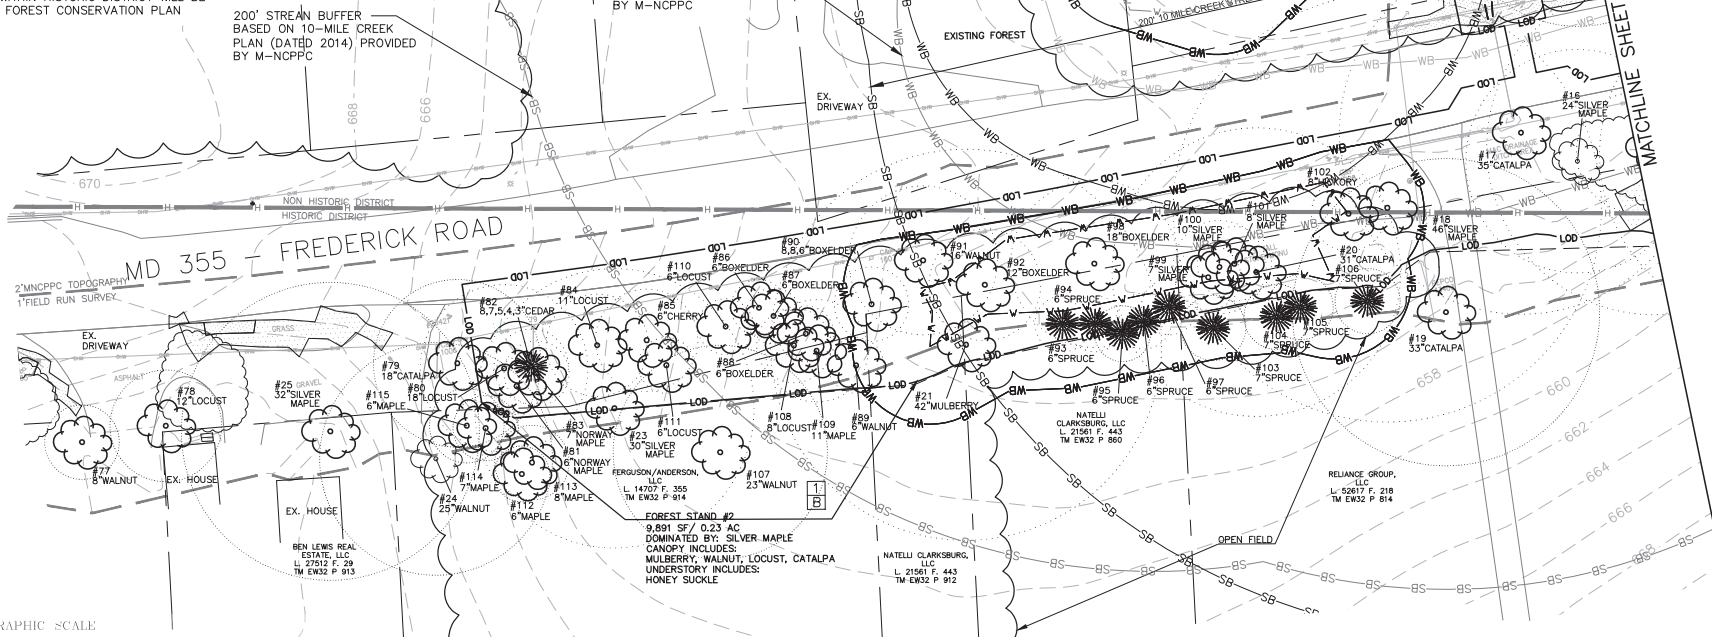 FOREST CONSERVATION PLAN
200' STREAN BUFFER
BASED ON 10-MILE CREEK
PLAN (DATED 2014) PROVIDED
BY M-NCPPC
BY M-NCPPC
EXISTING FOREST
EX.
DRIVEWAY
MATCHLINE SHEET
668
666
670
NON HISTORIC DISTRICT
HISTORIC DISTRICT
MD 355 - FREDERICK ROAD
2'MNCPPC TOPOGRAPHY
1'FIELD RUN SURVEY
EX.
DRIVEWAY
GRASS
ASPHALT
GRAVEL
#16
24"SILVER
MAPLE
#17
35"CATALPA
#102
8"HICKORY
#101
8"SILVER
MAPLE
#100
10"SILVER
MAPLE
#98
18"BOXELDER
#18
46"SILVER
MAPLE
#20
31"CATALPA
#106
7"SPRUCE
#99
7"SILVER
MAPLE
#90
8,8,6"BOXELDER
#86
6"BOXELDER
#87
6"BOXELDER
#110
6"LOCUST
#84
11"LOCUST
#82
8,7,5,4,3"CEDAR
#85
6"CHERRY
#91
16"WALNUT
#92
12"BOXELDER
#94
6"SPRUCE
#93
6"SPRUCE
#95
6"SPRUCE
#96
6"SPRUCE
#97
6"SPRUCE
#103
7"SPRUCE
#104
7"SPRUCE
#105
7"SPRUCE
#19
33"CATALPA
#88
6"BOXELDER
#79
18"CATALPA
#80
18"LOCUST
#115
6"MAPLE
#25
32"SILVER
MAPLE
#78
12"LOCUST
#77
8"WALNUT
EX. HOUSE
EX. HOUSE
#21
42"MULBERRY
#89
6"WALNUT
#109
11"MAPLE
#108
8"LOCUST
#111
6"LOCUST
#23
30"SILVER
MAPLE
#83
7"NORWAY
MAPLE
#81
6"NORWAY
MAPLE
#107
23"WALNUT
#114
7"MAPLE
#113
8"MAPLE
#112
6"MAPLE
#24
25"WALNUT
FERGUSON/ANDERSON,
LLC
L. 14707 F. 355
TM EW32 P 914
1
B
NATELLI
CLARKSBURG, LLC
L. 21561 F. 443
TM EW32 P 860
RELIANCE GROUP,
LLC
L. 52617 F. 218
TM EW32 P 814
BEN LEWIS REAL
ESTATE, LLC
L. 27512 F. 29
TM EW32 P 913
FOREST STAND #2
9,891 SF/ 0.23 AC
DOMINATED BY: SILVER MAPLE
CANOPY INCLUDES:
MULBERRY, WALNUT, LOCUST, CATALPA
UNDERSTORY INCLUDES:
HONEY SUCKLE
NATELLI CLARKSBURG,
LLC
L. 21561 F. 443
TM EW32 P 912
OPEN FIELD
658
660
662
664
666
668
RAPHIC SCALE